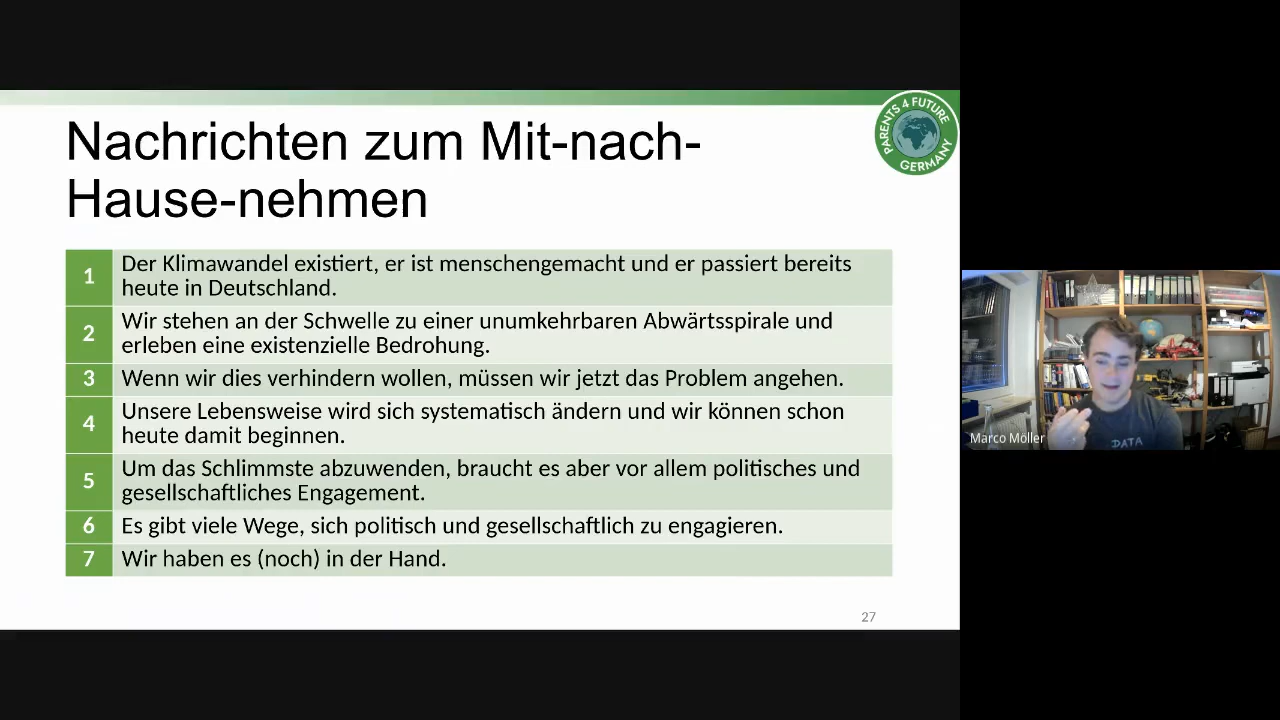 Nachrichten zum Mit-nach-
Hause-nehmen
PARENTS 4 FUTURE
GERMANY
1
Der Klimawandel existiert, er ist menschengemacht und er passiert bereits
heute in Deutschland.
2
Wir stehen an der Schwelle zu einer unumkehrbaren Abwärtsspirale und
erleben eine existenzielle Bedrohung.
3
Wenn wir dies verhindern wollen, müssen wir jetzt das Problem angehen.
4
Unsere Lebensweise wird sich systematisch ändern und wir können schon
heute damit beginnen.
5
Um das Schlimmste abzuwenden, braucht es aber vor allem politisches und
gesellschaftliches Engagement.
6
Es gibt viele Wege, sich politisch und gesellschaftlich zu engagieren.
7
Wir haben es (noch) in der Hand.
27
Marco Möller
DATA